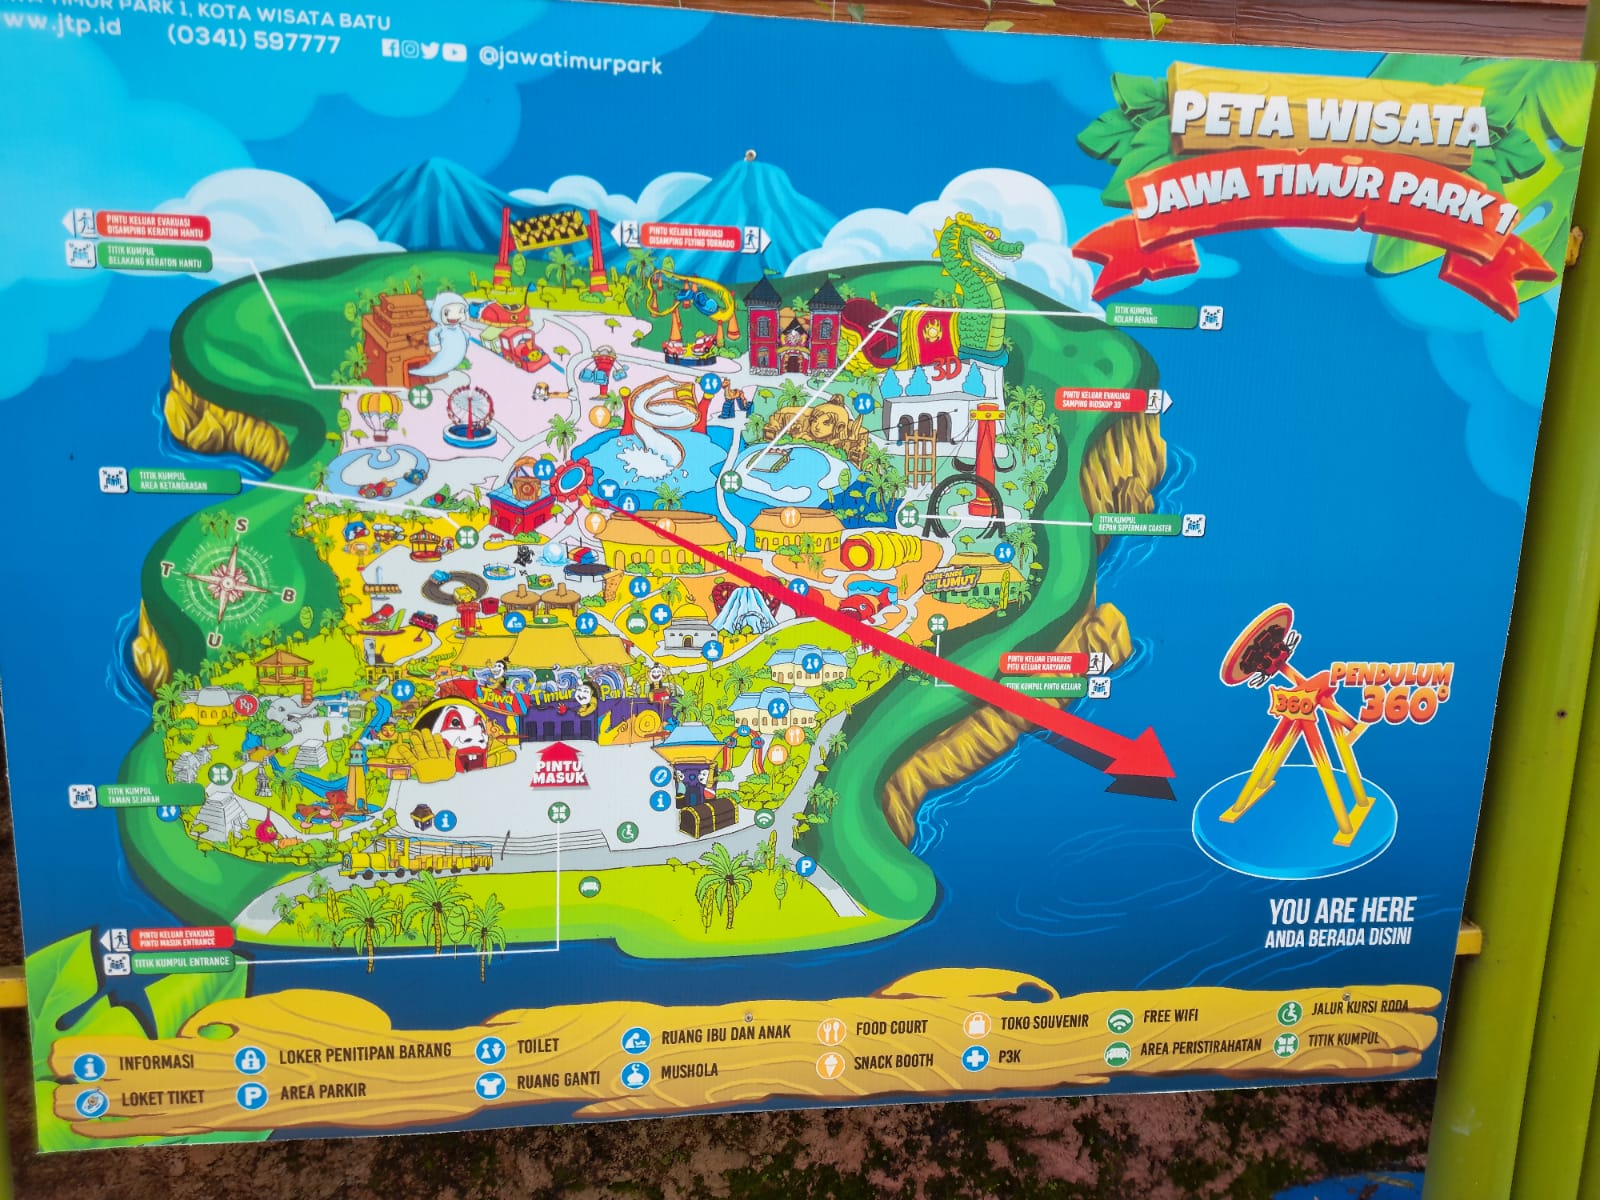 TIMUR PARK 1, KOTA WISATA BATU
www.jtp.id (0341) 597777 @jawatimurpark
PETA WISATA
JAWA TIMUR PARK 1
PINTU KELUAR EVAKUASI
DISAMPING KERATON HANTU
TITIK KUMPUL
BELAKANG KERATON HANTU
PINTU KELUAR EVAKUASI
DISAMPING FLYING TORNADO
TITIK KUMPUL
KOLAM RENANG
3D
PINTU KELUAR EVAKUASI
SAMPING BIOSKOP 3D
TITIK KUMPUL
AREA KETANGKASAN
TITIK KUMPUL
DEPAN SUPERMAN COASTER
S
T
B
U
ANDE-ANDE
LUMUT
PINTU KELUAR EVAKUASI
PITU KELUAR KARYAWAN
TITIK KUMPUL PINTU KELUAR
PENDULUM
360°
360°
Rp
Jawa Timur Park 1
PINTU
MASUK
TITIK KUMPUL
TAMAN SEJARAH
YOU ARE HERE
ANDA BERADA DISINI
PINTU KELUAR EVAKUASI
PINTU MASUK ENTRANCE
TITIK KUMPUL ENTRANCE
INFORMASI
LOKET TIKET
LOKER PENITIPAN BARANG
AREA PARKIR
TOILET
RUANG GANTI
RUANG IBU DAN ANAK
MUSHOLA
FOOD COURT
SNACK BOOTH
TOKO SOUVENIR
P3K
FREE WIFI
AREA PERISTIRAHATAN
JALUR KURSI RODA
TITIK KUMPUL